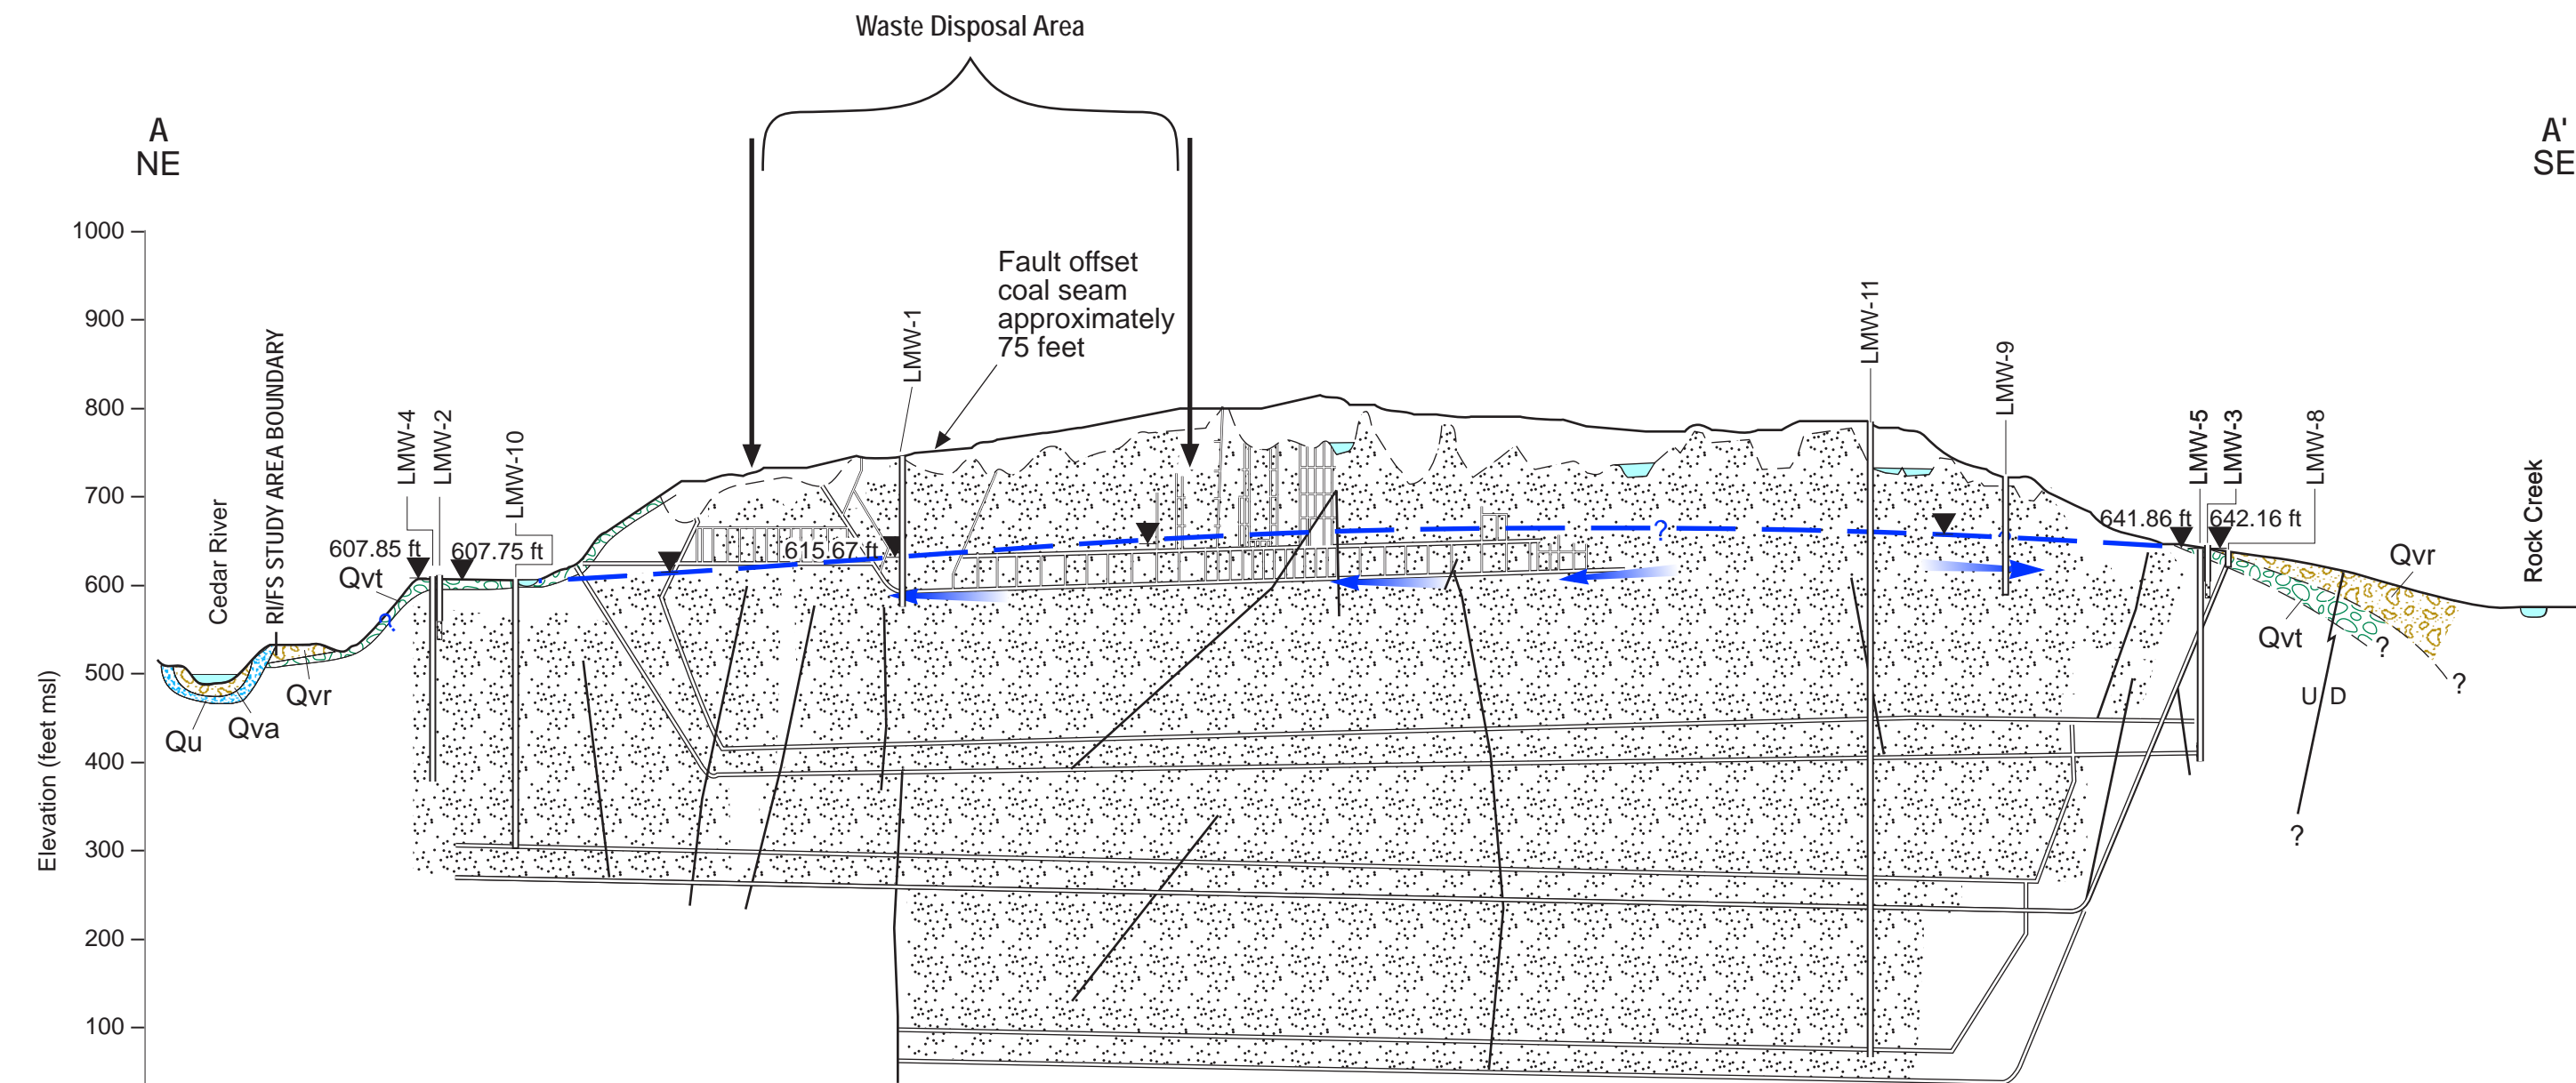 Waste Disposal Area
A
NE
A'
SE
1000
900
800
700
600
500
400
300
200
100
Elevation (feet msl)
Cedar River
RI/FS STUDY AREA BOUNDARY
LMW-4
LMW-2
LMW-10
LMW-1
Fault offset
coal seam
approximately
75 feet
LMW-11
LMW-9
LMW-5
LMW-3
LMW-8
Rock Creek
607.85 ft
607.75 ft
615.67 ft
641.86 ft
642.16 ft
Qvt
?
Qvr
Qva
Qu
?
Qvr
Qvt
?
?
U
D
?